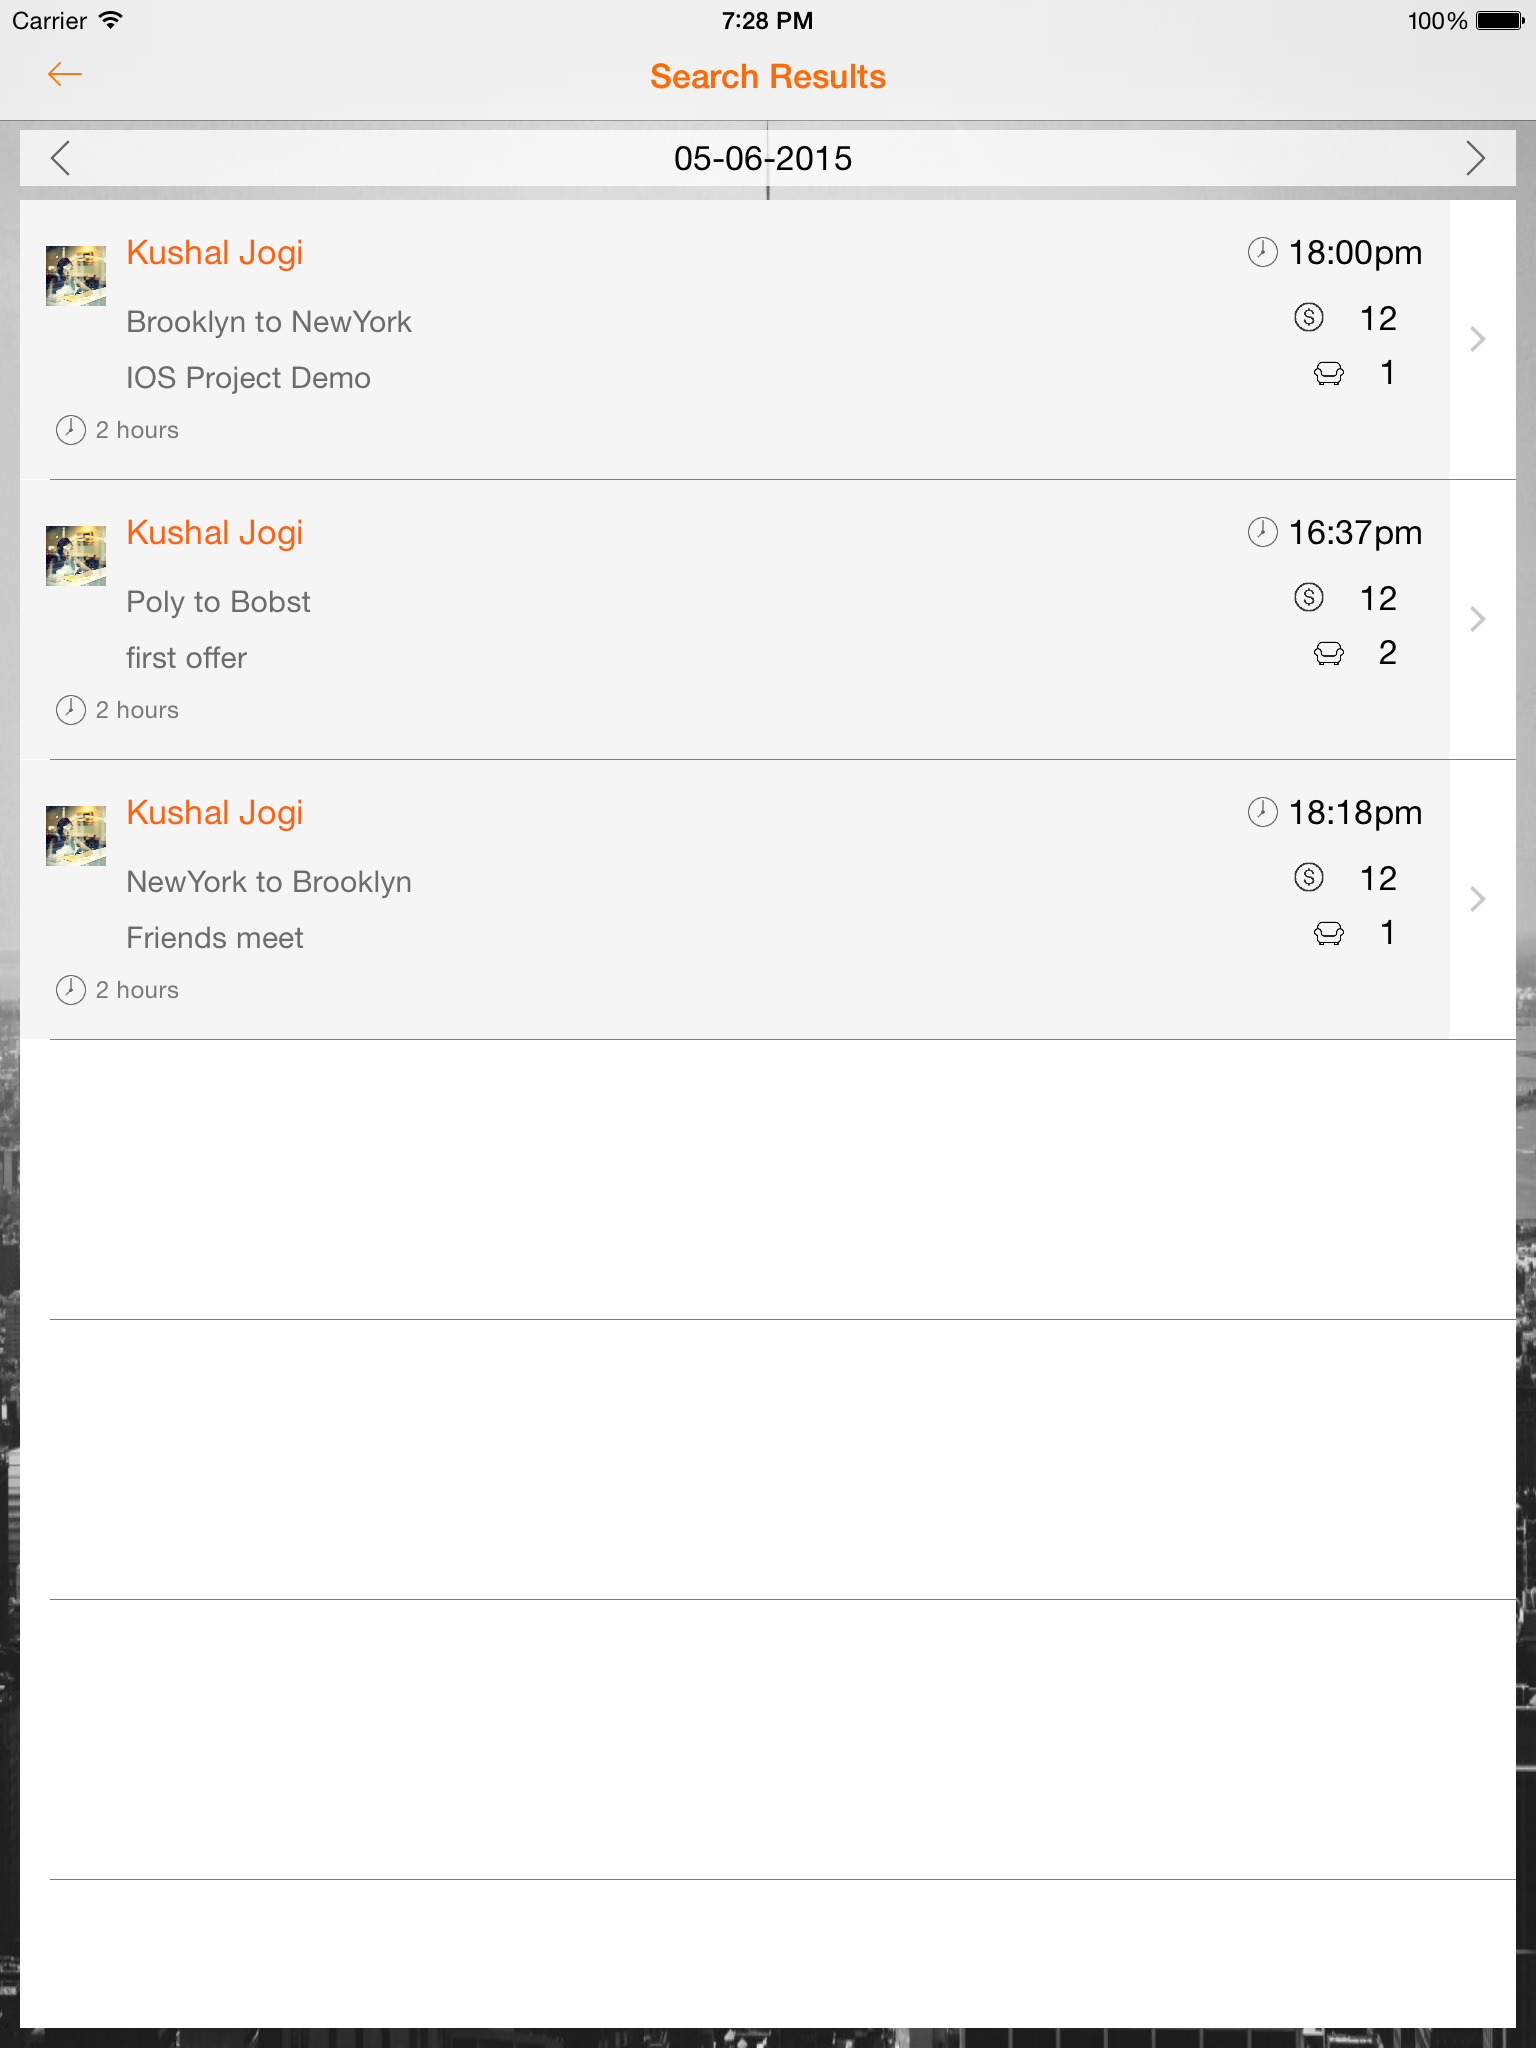 Carrier 7:28 PM 100%
Search Results
05-06-2015
Kushal Jogi 18:00pm
Brooklyn to NewYork $ 12
IOS Project Demo 1
2 hours
Kushal Jogi 16:37pm
Poly to Bobst $ 12
first offer 2
2 hours
Kushal Jogi 18:18pm
NewYork to Brooklyn $ 12
Friends meet 1
2 hours